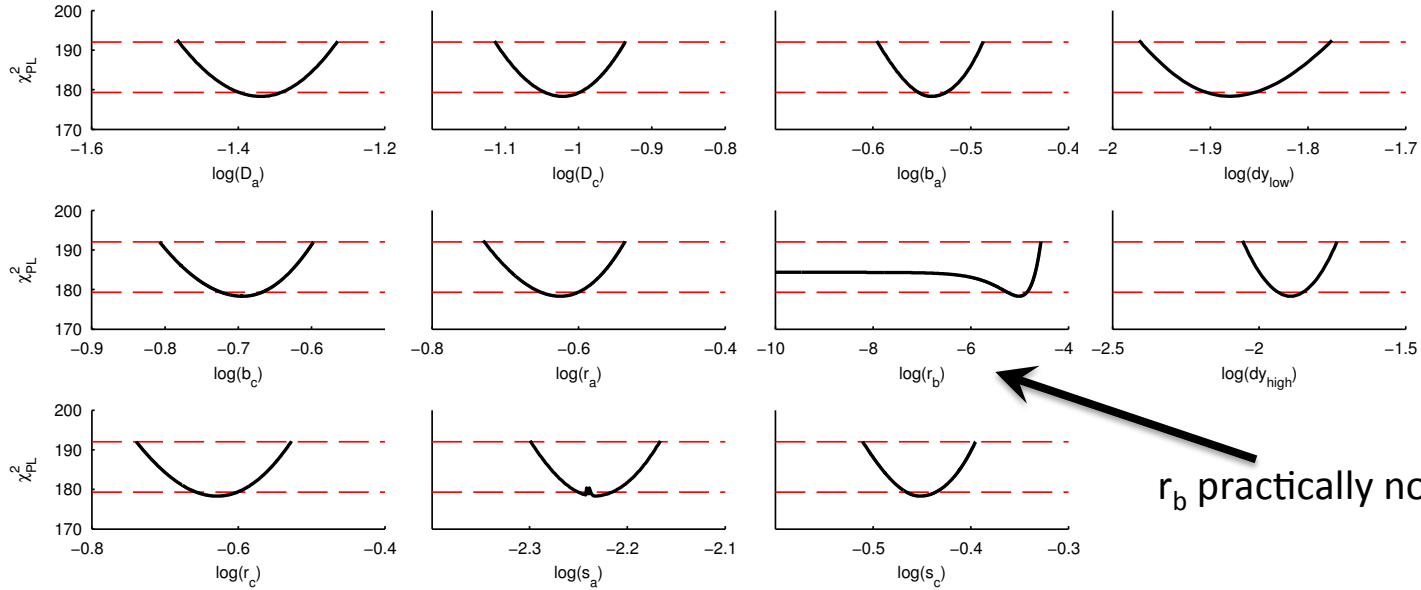 200
190
180
170
χ²PL
−1.6 −1.4 −1.2
log(Da)
−1.1 −1 −0.9 −0.8
log(Dc)
−0.6 −0.5 −0.4
log(ba)
−2 −1.9 −1.8 −1.7
log(dylow)
200
190
180
170
χ²PL
−0.9 −0.8 −0.7 −0.6
log(bc)
−0.8 −0.6 −0.4
log(ra)
−10 −8 −6 −4
log(rb)
−2.5 −2 −1.5
log(dyhigh)
200
190
180
170
χ²PL
−0.8 −0.6 −0.4
log(rc)
−2.3 −2.2 −2.1
log(sa)
−0.5 −0.4 −0.3
log(sc)
rb practically no